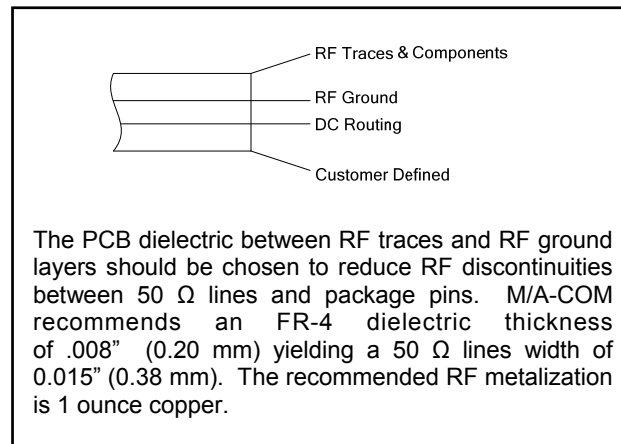 RF Traces & Components
RF Ground
DC Routing
Customer Defined
The PCB dielectric between RF traces and RF ground
layers should be chosen to reduce RF discontinuities
between 50 Ω lines and package pins. M/A-COM
recommends an FR-4 dielectric thickness
of .008” (0.20 mm) yielding a 50 Ω lines width of
0.015” (0.38 mm). The recommended RF metalization
is 1 ounce copper.